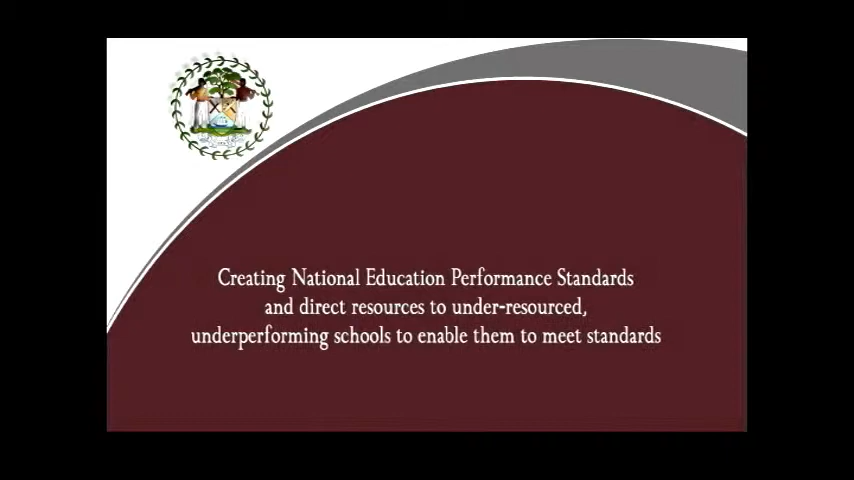 Creating National Education Performance Standards
and direct resources to under-resourced,
underperforming schools to enable them to meet standards